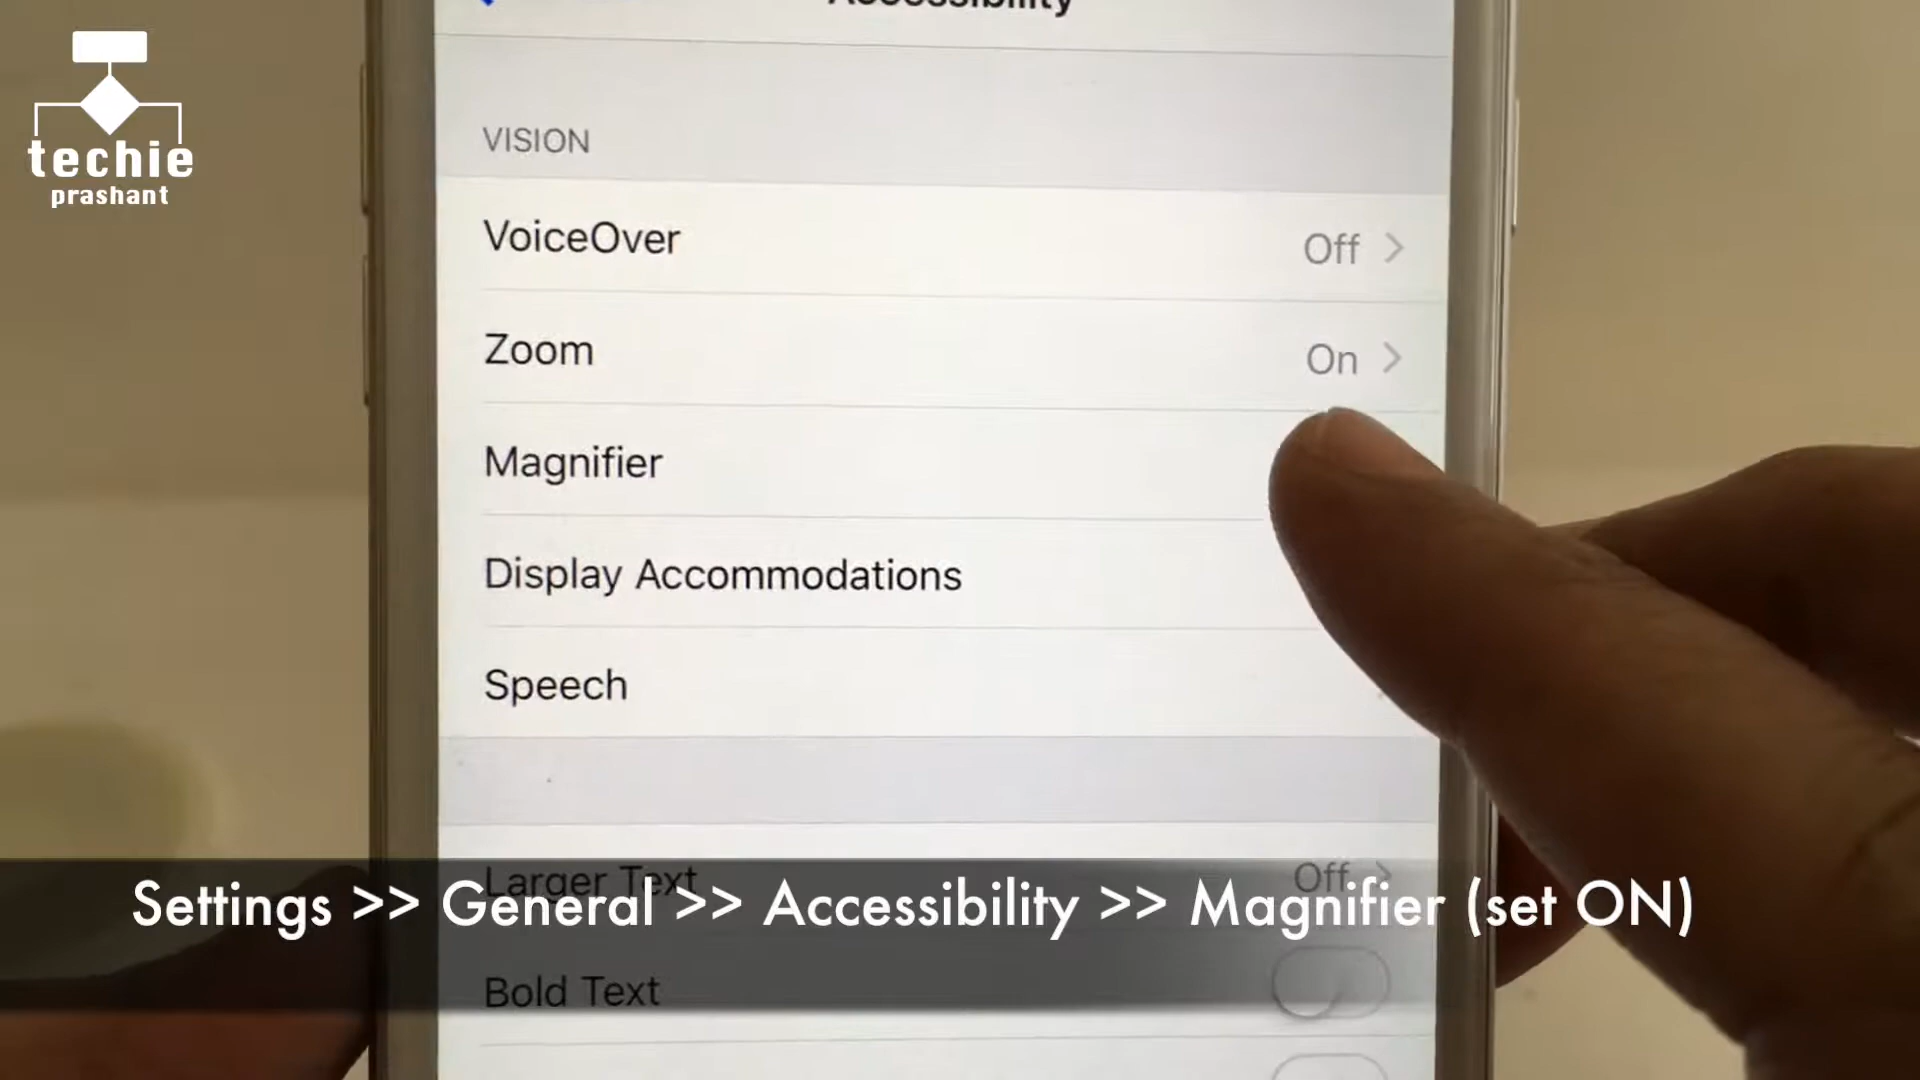 Accessibility
techie
prashant
VISION
VoiceOver
Off
Zoom
On
Magnifier
Display Accommodations
Speech
Larger Text
Off
Settings >> General >> Accessibility >> Magnifier (set ON)
Bold Text